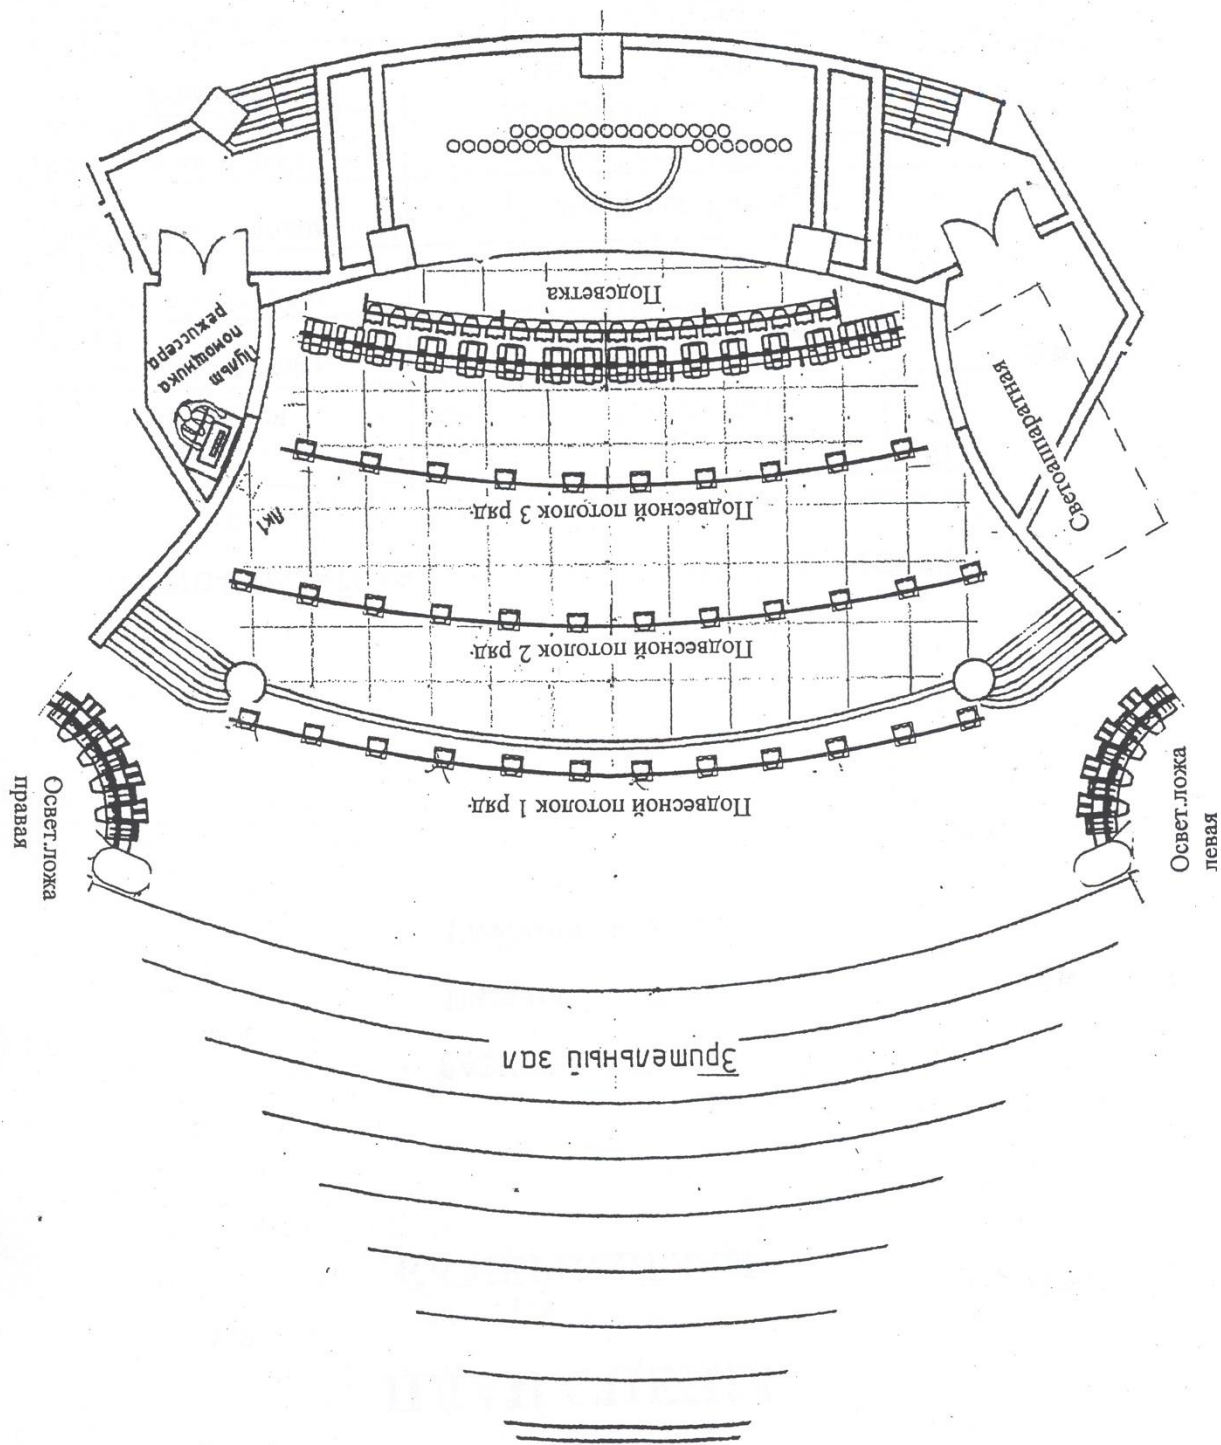 Подсветка
Пульт
помощника
режиссера
Светоаппаратная
Подвесной потолок 3 ряд.
Лк1
Подвесной потолок 2 ряд.
Подвесной потолок 1 ряд.
Освет.ложа
правая
Освет.ложа
левая
Зрительный зал